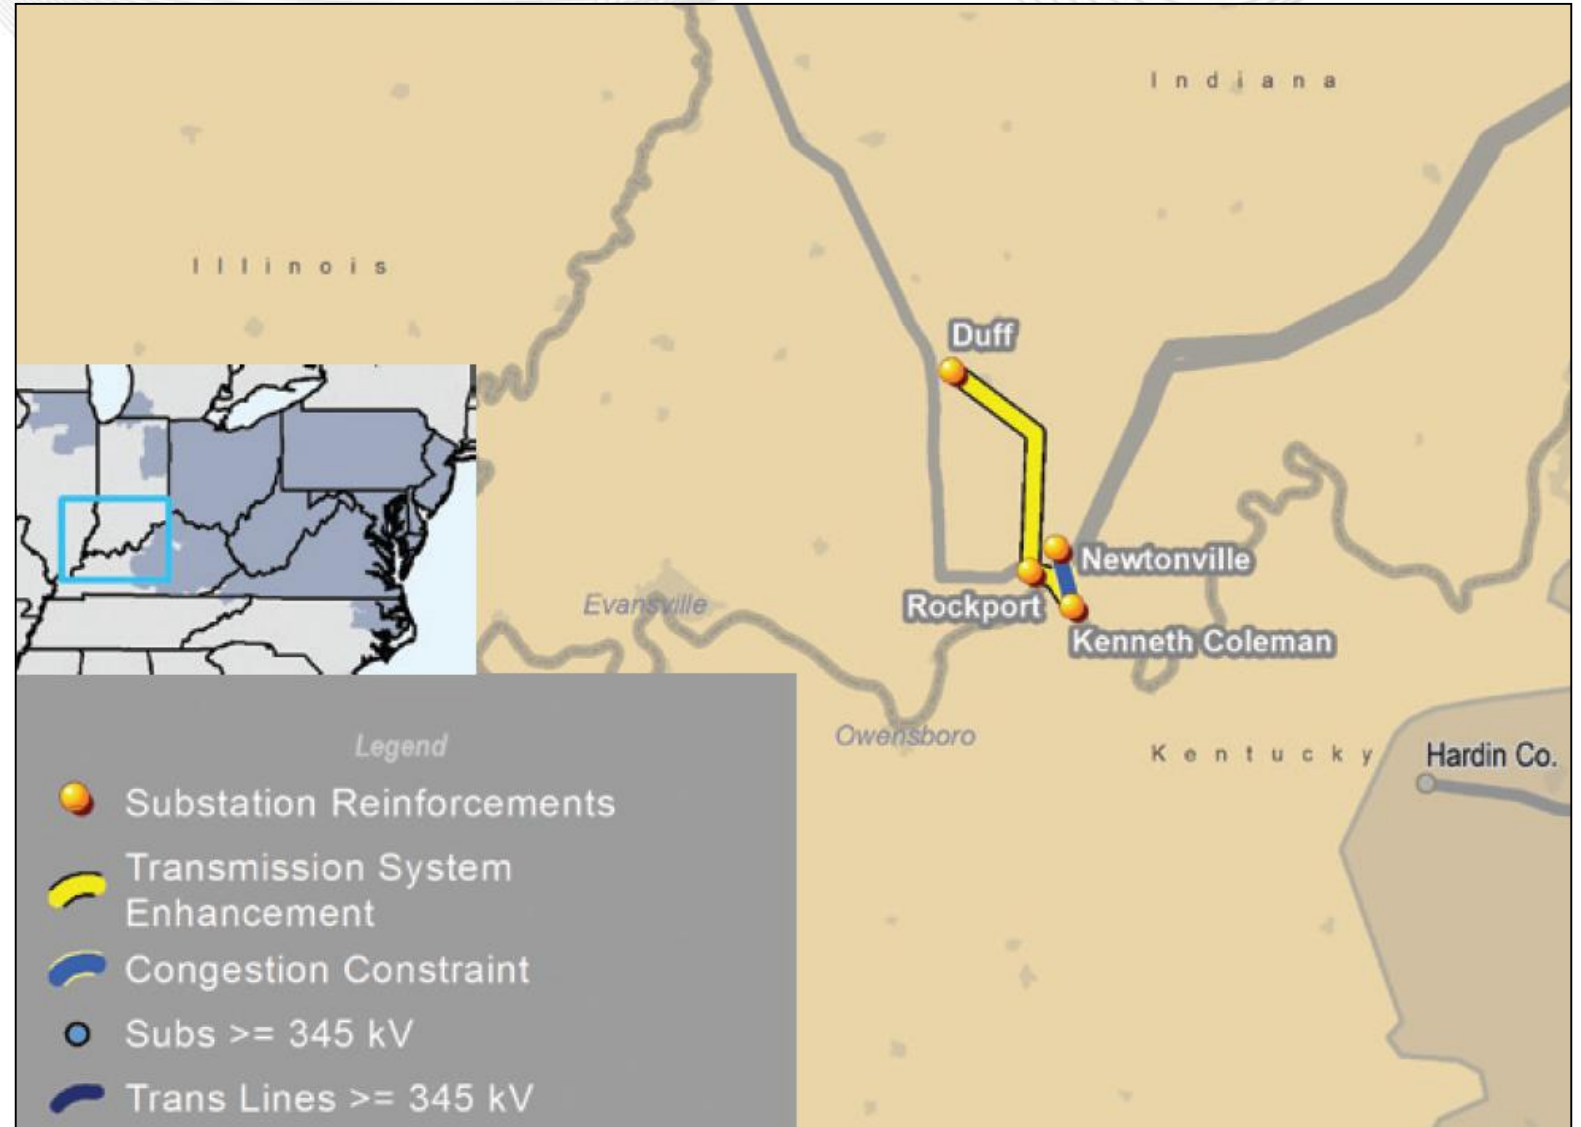 Indiana
Illinois
Duff
Newtonville
Evansville
Rockport
Kenneth Coleman
Owensboro
Kentucky
Hardin Co.
Legend
Substation Reinforcements
Transmission System
Enhancement
Congestion Constraint
Subs >= 345 kV
Trans Lines >= 345 kV